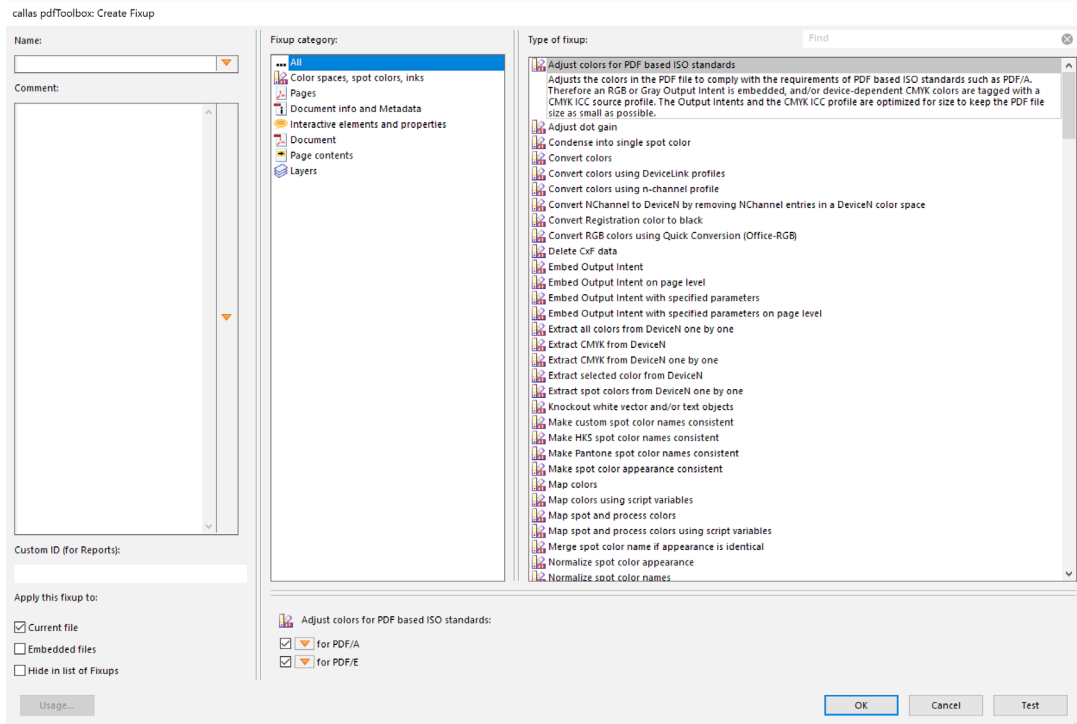 callas pdfToolbox: Create Fixup
Name:
Comment:
Custom ID (for Reports):
Apply this fixup to:
Current file
Embedded files
Hide in list of Fixups
Usage...
Fixup category:
All
Color spaces, spot colors, inks
Pages
Document info and Metadata
Interactive elements and properties
Document
Page contents
Layers
Type of fixup:
Find
Adjust colors for PDF based ISO standards
Adjusts the colors in the PDF file to comply with the requirements of PDF based ISO standards such as PDF/A.
Therefore an RGB or Gray Output Intent is embedded, and/or device-dependent CMYK colors are tagged with a
CMYK ICC source profile. The Output Intents and the CMYK ICC profile are optimized for size to keep the PDF file
size as small as possible.
Adjust dot gain
Condense into single spot color
Convert colors
Convert colors using DeviceLink profiles
Convert colors using n-channel profile
Convert NChannel to DeviceN by removing NChannel entries in a DeviceN color space
Convert Registration color to black
Convert RGB colors using Quick Conversion (Office-RGB)
Delete CxF data
Embed Output Intent
Embed Output Intent on page level
Embed Output Intent with specified parameters
Embed Output Intent with specified parameters on page level
Extract all colors from DeviceN one by one
Extract CMYK from DeviceN
Extract CMYK from DeviceN one by one
Extract selected color from DeviceN
Extract spot colors from DeviceN one by one
Knockout white vector and/or text objects
Make custom spot color names consistent
Make HKS spot color names consistent
Make Pantone spot color names consistent
Make spot color appearance consistent
Map colors
Map colors using script variables
Map spot and process colors
Map spot and process colors using script variables
Merge spot color name if appearance is identical
Normalize spot color appearance
Normalize spot color names
Adjust colors for PDF based ISO standards:
for PDF/A
for PDF/E
OK
Cancel
Test